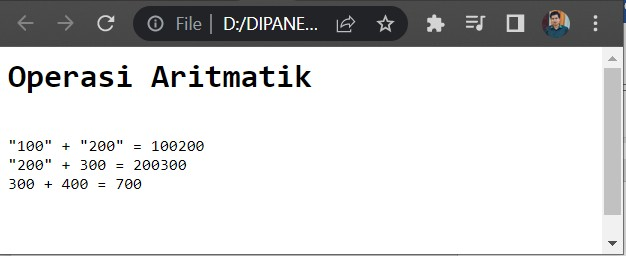 File | D:/DIPANE...
Operasi Aritmatik
"100" + "200" = 100200
"200" + 300 = 200300
300 + 400 = 700